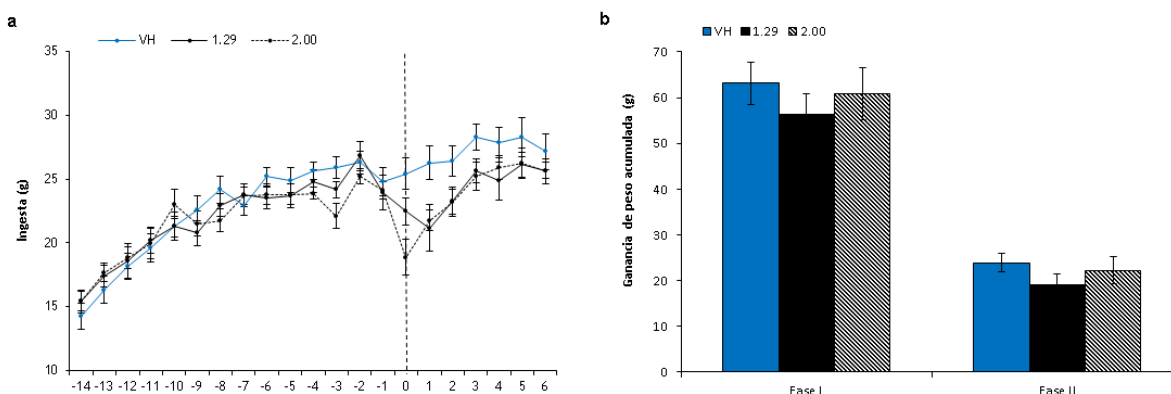 a
VH 1.29 2.00
35
30
25
20
15
10
Ingesta (g)
-14 -13 -12 -11 -10 -9 -8 -7 -6 -5 -4 -3 -2 -1 0 1 2 3 4 5 6
b
VH 1.29 2.00
70
60
50
40
30
20
10
0
Ganancia de peso acumulada (g)
Fase I Fase II